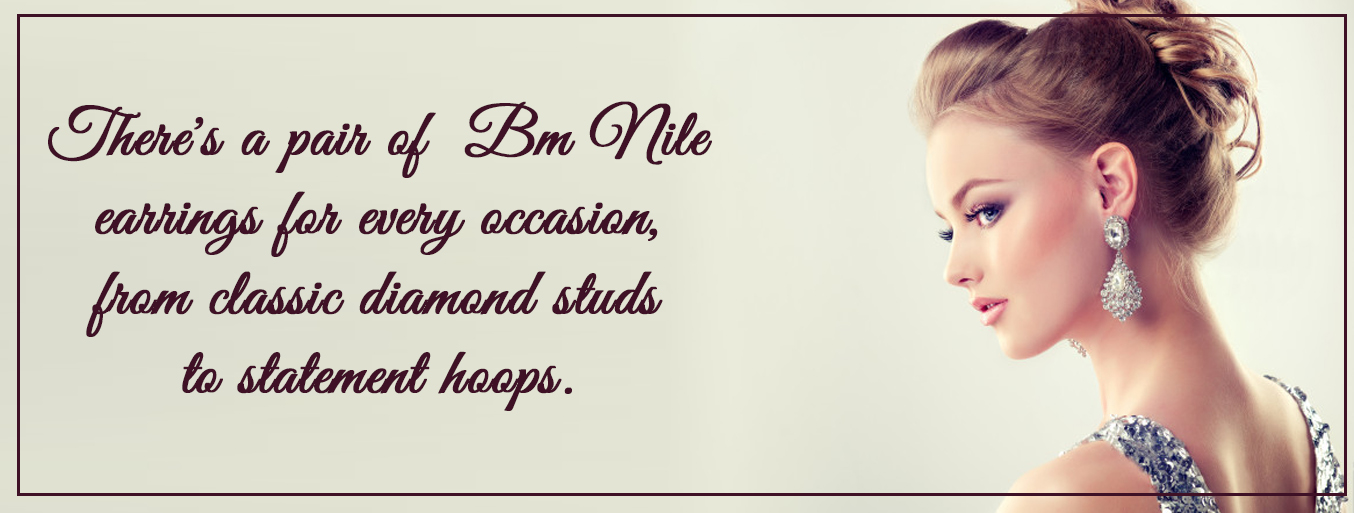 There's a pair of Bm Nile
earrings for every occasion,
from classic diamond studs
to statement hoops.